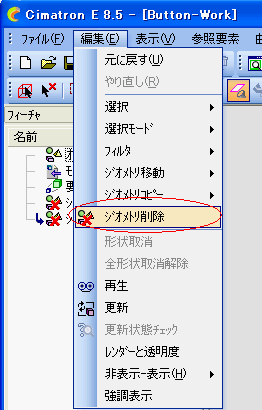 Cimatron E 8.5 - [Button-Work]
ファイル(F) 編集(E) 表示(V) 参照要素
フィーチャ
名前
元に戻す(U)
やり直し(R)
選択
選択モード
フィルタ
ジオメトリ移動
ジオメトリコピー
ジオメトリ削除
形状取消
全形状取消解除
再生
更新
更新状態チェック
レンダーと透明度
非表示-表示(H)
強調表示